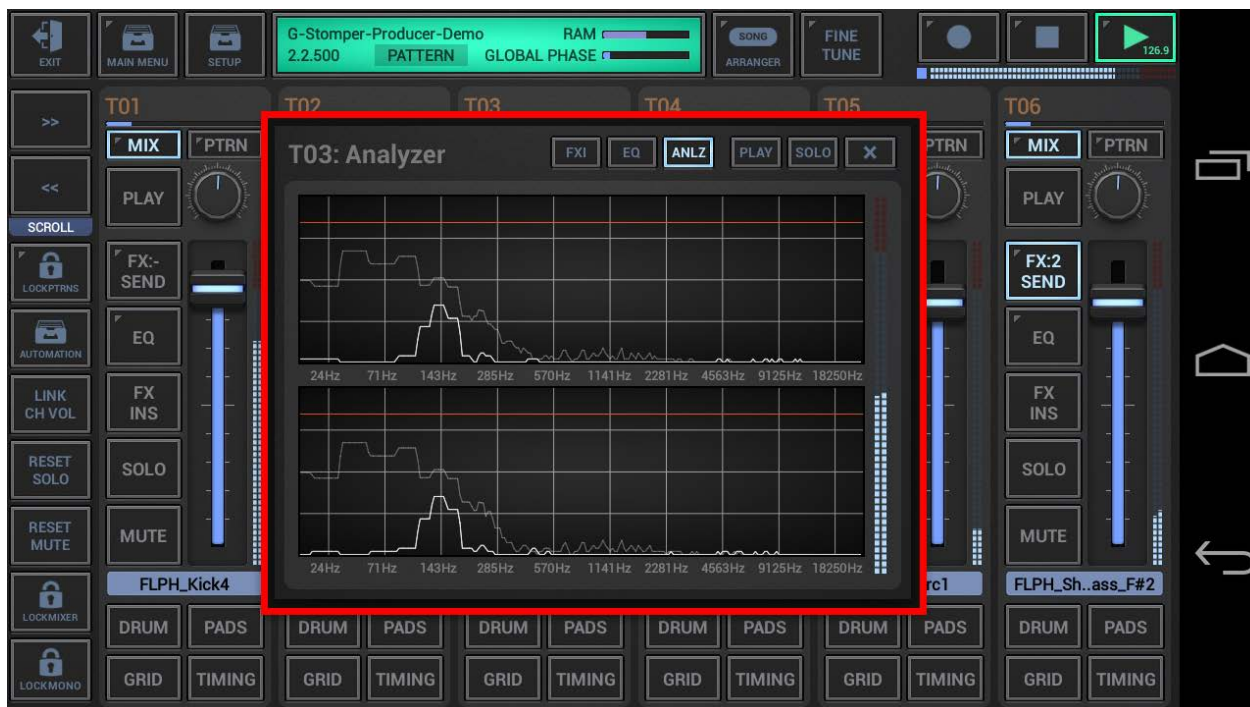 EXIT
MAIN MENU
SETUP
G-Stomper-Producer-Demo RAM
2.2.500 PATTERN GLOBAL PHASE
SONG
ARRANGER
FINE
TUNE
126.9
>>
<<
SCROLL
LOCKPTRNS
AUTOMATION
LINK
CH VOL
RESET
SOLO
RESET
MUTE
LOCKMIXER
LOCKMONO
T01
MIX PTRN
PLAY
FX:-
SEND
EQ
FX
INS
SOLO
MUTE
FLPH_Kick4
DRUM PADS
GRID TIMING
T02
DRUM PADS
GRID TIMING
T03
DRUM PADS
GRID TIMING
T04
DRUM PADS
GRID TIMING
T05
PTRN
rc1
DRUM PADS
GRID TIMING
T03: Analyzer FXI EQ ANLZ PLAY SOLO X
24Hz 71Hz 143Hz 285Hz 570Hz 1141Hz 2281Hz 4563Hz 9125Hz 18250Hz
24Hz 71Hz 143Hz 285Hz 570Hz 1141Hz 2281Hz 4563Hz 9125Hz 18250Hz
T06
MIX PTRN
PLAY
FX:2
SEND
EQ
FX
INS
SOLO
MUTE
FLPH_Sh..ass_F#2
DRUM PADS
GRID TIMING